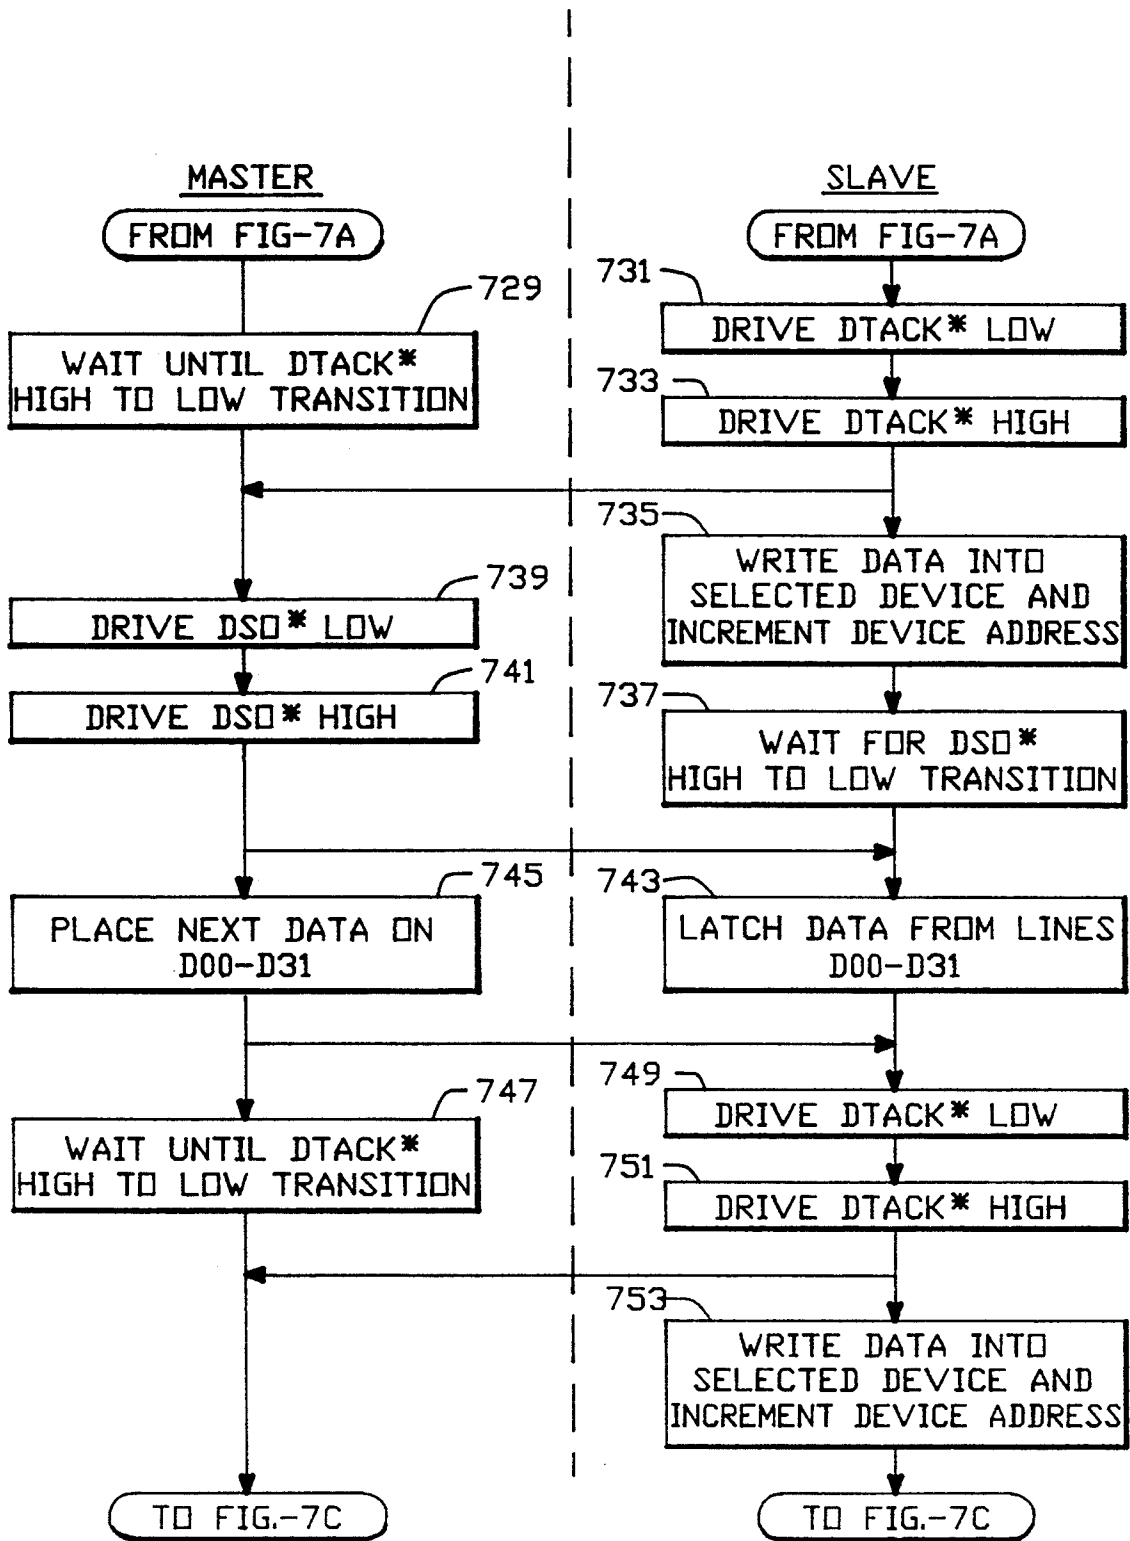 MASTER
FROM FIG-7A
729
WAIT UNTIL DTACK*
HIGH TO LOW TRANSITION
739
DRIVE DSO* LOW
741
DRIVE DSO* HIGH
745
PLACE NEXT DATA ON
D00-D31
747
WAIT UNTIL DTACK*
HIGH TO LOW TRANSITION
TO FIG.-7C
SLAVE
FROM FIG-7A
731
DRIVE DTACK* LOW
733
DRIVE DTACK* HIGH
735
WRITE DATA INTO
SELECTED DEVICE AND
INCREMENT DEVICE ADDRESS
737
WAIT FOR DSO*
HIGH TO LOW TRANSITION
743
LATCH DATA FROM LINES
D00-D31
749
DRIVE DTACK* LOW
751
DRIVE DTACK* HIGH
753
WRITE DATA INTO
SELECTED DEVICE AND
INCREMENT DEVICE ADDRESS
TO FIG.-7C